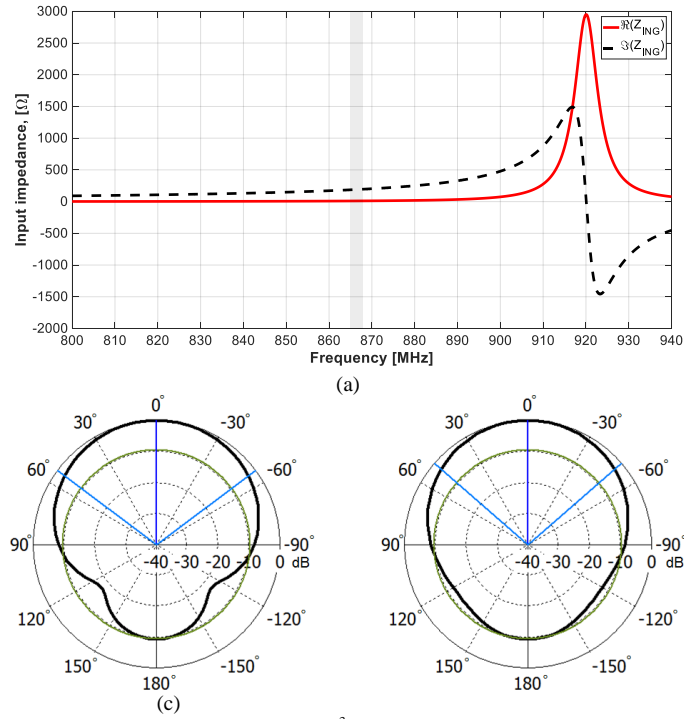 3000
2500
2000
1500
1000
500
0
-500
-1000
-1500
-2000
Input impedance, [Ω]
ℜ(Z_ING)
ℑ(Z_ING)
800 810 820 830 840 850 860 870 880 890 900 910 920 930 940
Frequency [MHz]
(a)
0°
30° -30°
60° -60°
90° -90°
-40 -30 -20 -10 0 dB
120° -120°
150° -150°
180°
0°
30° -30°
60° -60°
90° -90°
-40 -30 -20 -10 0 dB
120° -120°
150° -150°
180°
(c)